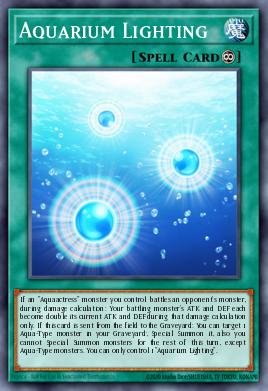 Aquarium Lighting
魔
[Spell Card]
If an "Aquaactress" monster you control battles an opponent's monster,
during damage calculation: Your battling monster's ATK and DEF each
become double its current ATK and DEF during that damage calculation
only. If this card is sent from the field to the Graveyard: You can target 1
Aqua-Type monster in your Graveyard; Special Summon it, also you
cannot Special Summon monsters for the rest of this turn, except
Aqua-Type monsters. You can only control 1 "Aquarium Lighting".